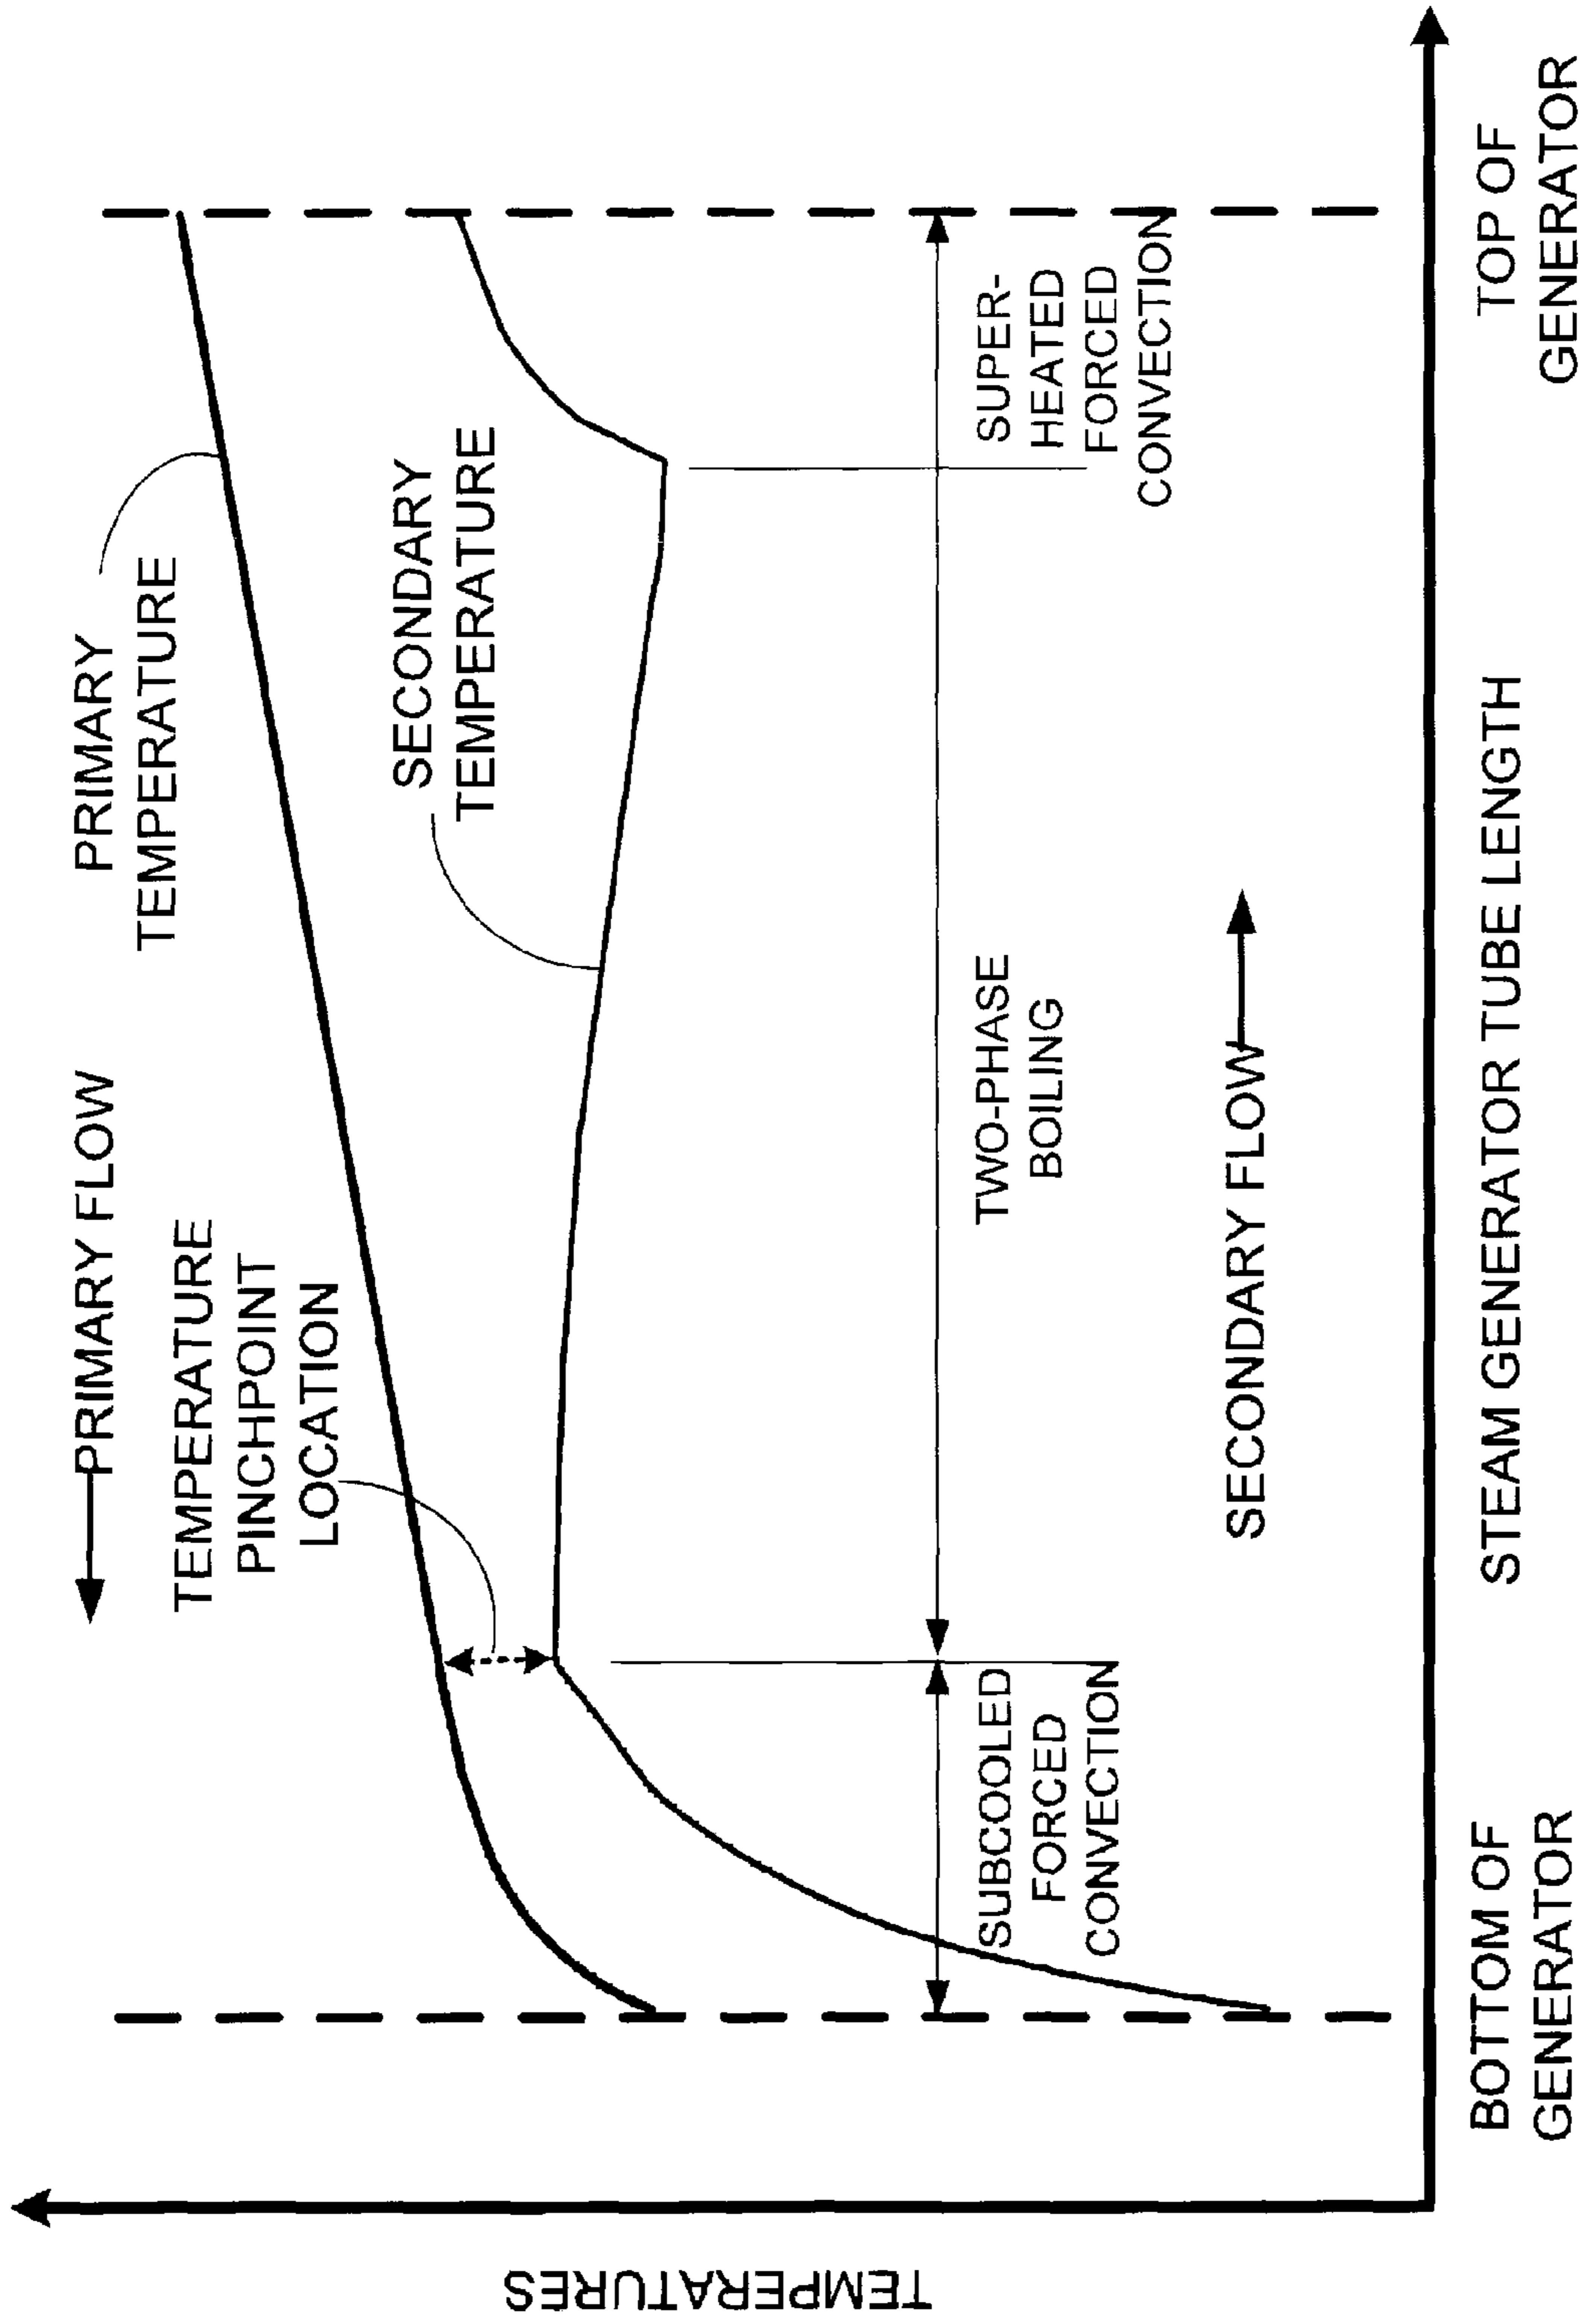 PRIMARY FLOW
PRIMARY
TEMPERATURE
TEMPERATURE
PINCHPOINT
LOCATION
SECONDARY
TEMPERATURE
SUBCOOLED
FORCED
CONVECTION
TWO-PHASE
BOILING
SUPER-
HEATED
FORCED
CONVECTION
SECONDARY FLOW
TEMPERATURES
BOTTOM OF
GENERATOR
STEAM GENERATOR TUBE LENGTH
TOP OF
GENERATOR